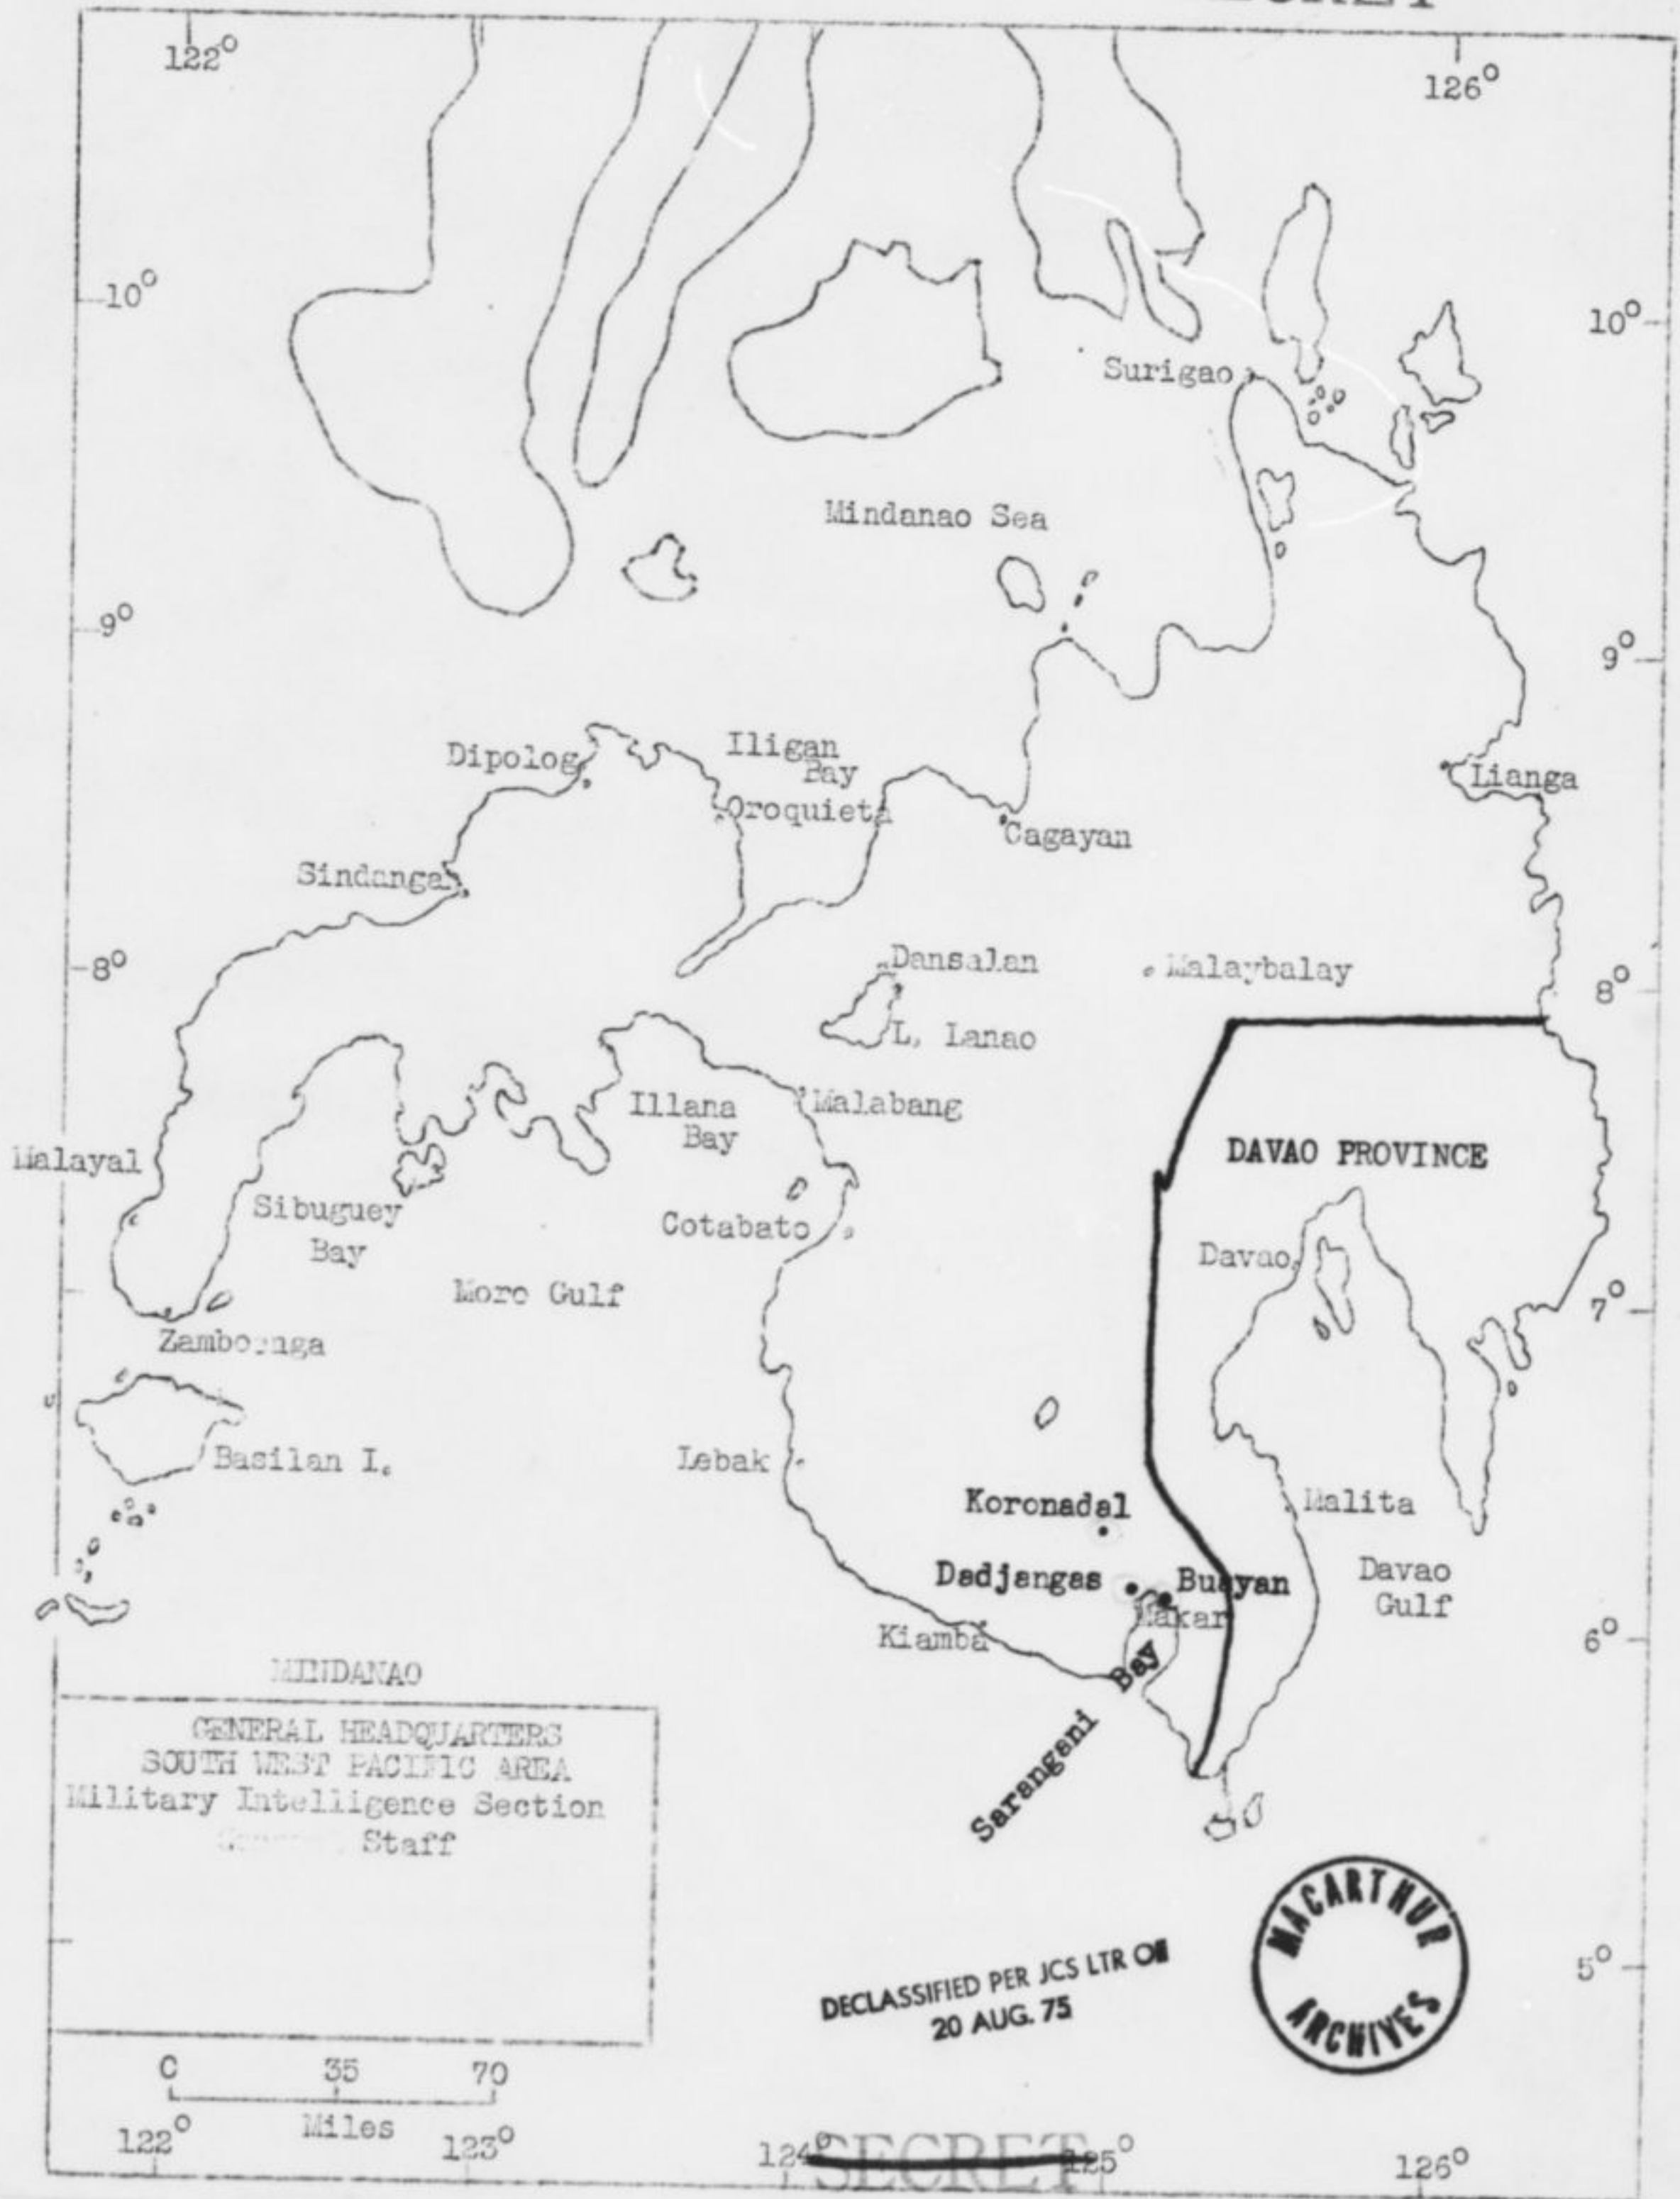 122°
126°
10°
10°
Surigao
Mindanao Sea
9°
9°
Dipolog
Iligan
Bay
Lianga
Oroquieta
Cagayan
Sindangan
8°
Dansalan
Malaybalay
8°
L. Lanao
Illana
Bay
Malabang
DAVAO PROVINCE
Malayal
Sibuguey
Bay
Cotabato
Davao
Moro Gulf
7°
Zamboanga
Basilan I.
Lebak
Koronadal
Malita
Dadjangas
Buayan
Makar
Davao
Gulf
Kiamba
6°
Sarangani Bay
MINDANAO
GENERAL HEADQUARTERS
SOUTH WEST PACIFIC AREA
Military Intelligence Section
Staff
MACARTHUR
ARCHIVES
DECLASSIFIED PER JCS LTR OF
20 AUG. 75
5°
0 35 70
Miles
122°
123°
124°
SECRET
125°
126°